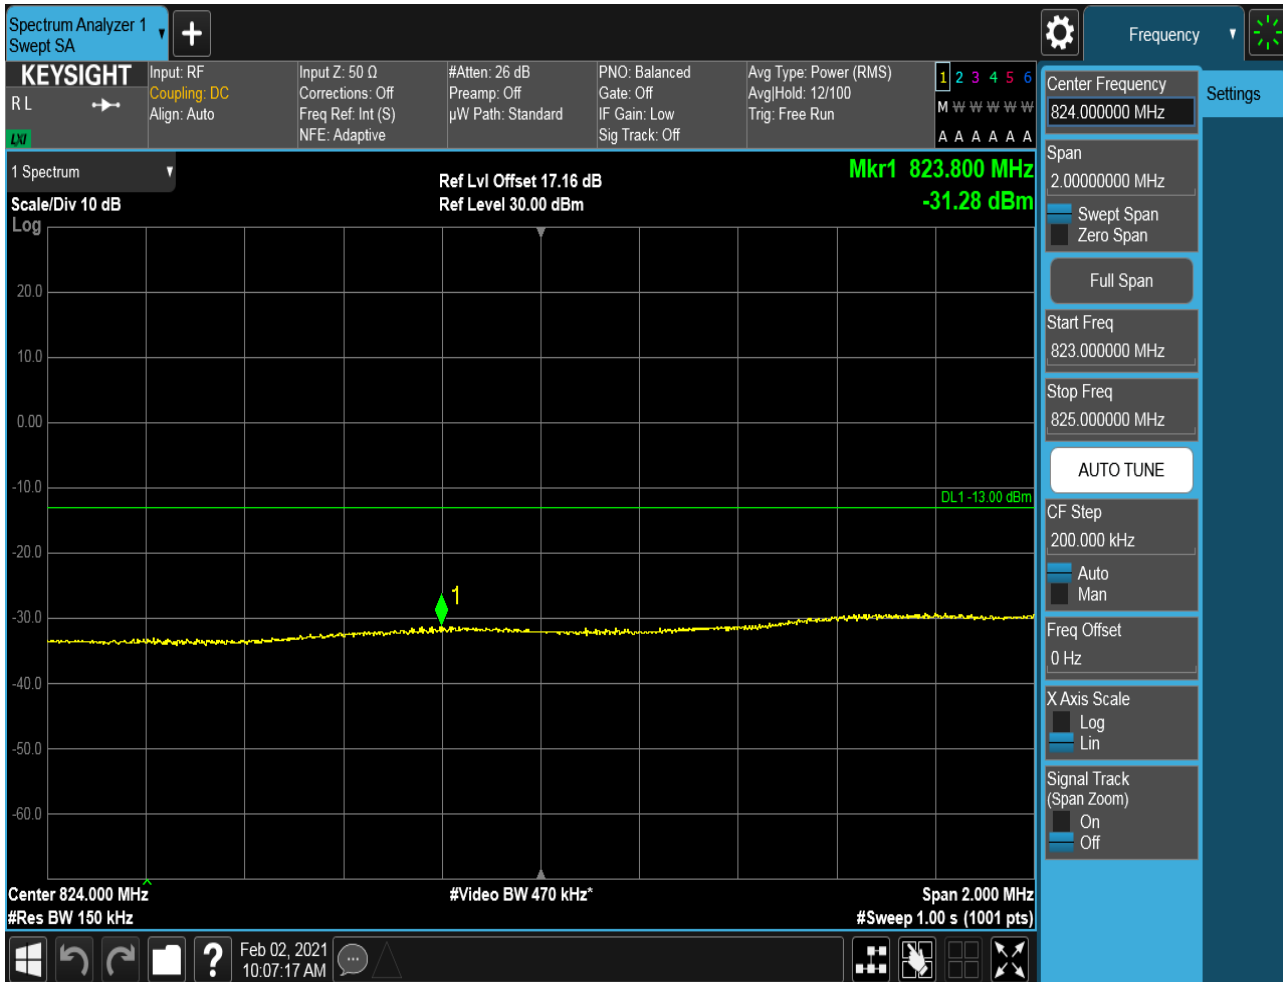 Spectrum Analyzer 1
Swept SA
+
Frequency
KEYSIGHT
R L
LXI
Input: RF
Coupling: DC
Align: Auto
Input Z: 50 Ω
Corrections: Off
Freq Ref: Int (S)
NFE: Adaptive
#Atten: 26 dB
Preamp: Off
µW Path: Standard
PNO: Balanced
Gate: Off
IF Gain: Low
Sig Track: Off
Avg Type: Power (RMS)
Avg|Hold: 12/100
Trig: Free Run
1 2 3 4 5 6
M W W W W W
A A A A A A
1 Spectrum
Scale/Div 10 dB
Log
Ref Lvl Offset 17.16 dB
Ref Level 30.00 dBm
Mkr1 823.800 MHz
-31.28 dBm
20.0
10.0
0.00
-10.0
DL1 -13.00 dBm
-20.0
1
-30.0
-40.0
-50.0
-60.0
Center 824.000 MHz
#Res BW 150 kHz
#Video BW 470 kHz*
Span 2.000 MHz
#Sweep 1.00 s (1001 pts)
?
Feb 02, 2021
10:07:17 AM
Center Frequency
824.000000 MHz
Settings
Span
2.00000000 MHz
Swept Span
Zero Span
Full Span
Start Freq
823.000000 MHz
Stop Freq
825.000000 MHz
AUTO TUNE
CF Step
200.000 kHz
Auto
Man
Freq Offset
0 Hz
X Axis Scale
Log
Lin
Signal Track
(Span Zoom)
On
Off